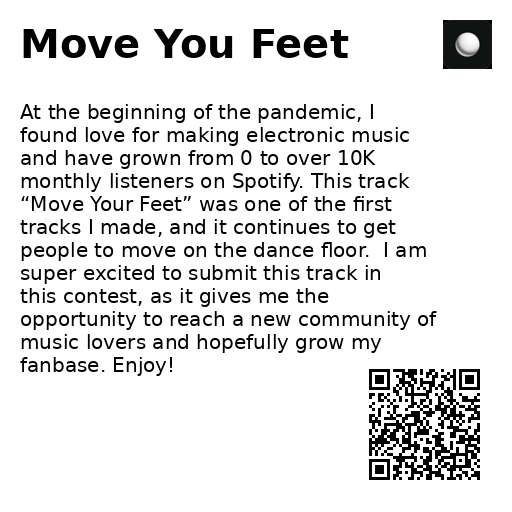 Move You Feet
At the beginning of the pandemic, I
found love for making electronic music
and have grown from 0 to over 10K
monthly listeners on Spotify. This track
“Move Your Feet” was one of the first
tracks I made, and it continues to get
people to move on the dance floor.  I am
super excited to submit this track in
this contest, as it gives me the
opportunity to reach a new community of
music lovers and hopefully grow my
fanbase. Enjoy!